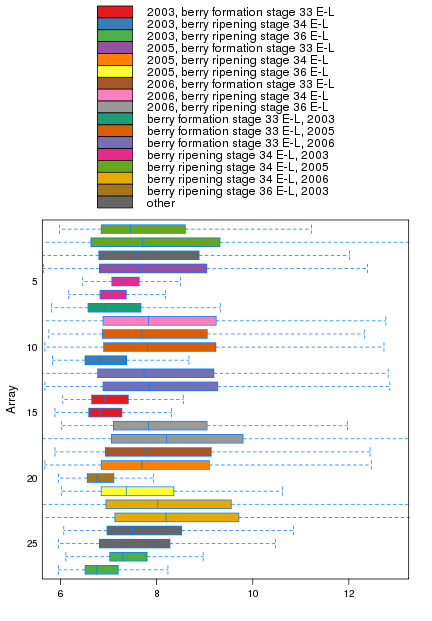 2003, berry formation stage 33 E-L
2003, berry ripening stage 34 E-L
2003, berry ripening stage 36 E-L
2005, berry formation stage 33 E-L
2005, berry ripening stage 34 E-L
2005, berry ripening stage 36 E-L
2006, berry formation stage 33 E-L
2006, berry ripening stage 34 E-L
2006, berry ripening stage 36 E-L
berry formation stage 33 E-L, 2003
berry formation stage 33 E-L, 2005
berry formation stage 33 E-L, 2006
berry ripening stage 34 E-L, 2003
berry ripening stage 34 E-L, 2005
berry ripening stage 34 E-L, 2006
berry ripening stage 36 E-L, 2003
other
5
10
Array
15
20
25
6 8 10 12